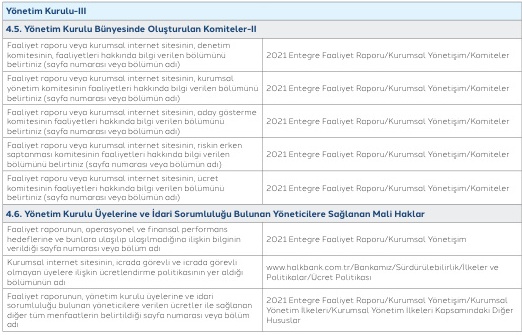 Yönetim Kurulu-III
4.5. Yönetim Kurulu Bünyesinde Oluşturulan Komiteler-II
Faaliyet raporu veya kurumsal internet sitesinin, denetim
komitesinin, faaliyetleri hakkında bilgi verilen bölümünü
belirtiniz (sayfa numarası veya bölümün adı)
2021 Entegre Faaliyet Raporu/Kurumsal Yönetişim/Komiteler
Faaliyet raporu veya kurumsal internet sitesinin, kurumsal
yönetim komitesinin faaliyetleri hakkında bilgi verilen bölümünü
belirtiniz (sayfa numarası veya bölümün adı)
2021 Entegre Faaliyet Raporu/Kurumsal Yönetişim/Komiteler
Faaliyet raporu veya kurumsal internet sitesinin, aday gösterme
komitesinin faaliyetleri hakkında bilgi verilen bölümünü
belirtiniz (sayfa numarası veya bölümün adı)
2021 Entegre Faaliyet Raporu/Kurumsal Yönetişim/Komiteler
Faaliyet raporu veya kurumsal internet sitesinin, riskin erken
saptanması komitesinin faaliyetleri hakkında bilgi verilen
bölümünü belirtiniz (sayfa numarası veya bölümün adı)
2021 Entegre Faaliyet Raporu/Kurumsal Yönetişim/Komiteler
Faaliyet raporu veya kurumsal internet sitesinin, ücret
komitesinin faaliyetleri hakkında bilgi verilen bölümünü
belirtiniz (sayfa numarası veya bölümün adı)
2021 Entegre Faaliyet Raporu/Kurumsal Yönetişim/Komiteler
4.6. Yönetim Kurulu Üyelerine ve İdari Sorumluluğu Bulunan Yöneticilere Sağlanan Mali Haklar
Faaliyet raporunun, operasyonel ve finansal performans
hedeflerine ve bunlara ulaşılıp ulaşılmadığına ilişkin bilginin
verildiği sayfa numarası veya bölüm adı
2021 Entegre Faaliyet Raporu/Kurumsal Yönetişim
Kurumsal internet sitesinin, icrada görevli ve icrada görevli
olmayan üyelere ilişkin ücretlendirme politikasının yer aldığı
bölümünün adı
www.halkbank.com.tr/Bankamız/Sürdürülebilirlik/İlkeler ve
Politikalar/Ücret Politikası
Faaliyet raporunun, yönetim kurulu üyelerine ve idari
sorumluluğu bulunan yöneticilere verilen ücretler ile sağlanan
diğer tüm menfaatlerin belirtildiği sayfa numarası veya bölüm
adı
2021 Entegre Faaliyet Raporu/Kurumsal Yönetişim/Kurumsal
Yönetim İlkeleri/Kurumsal Yönetim İlkeleri Kapsamındaki Diğer
Hususlar